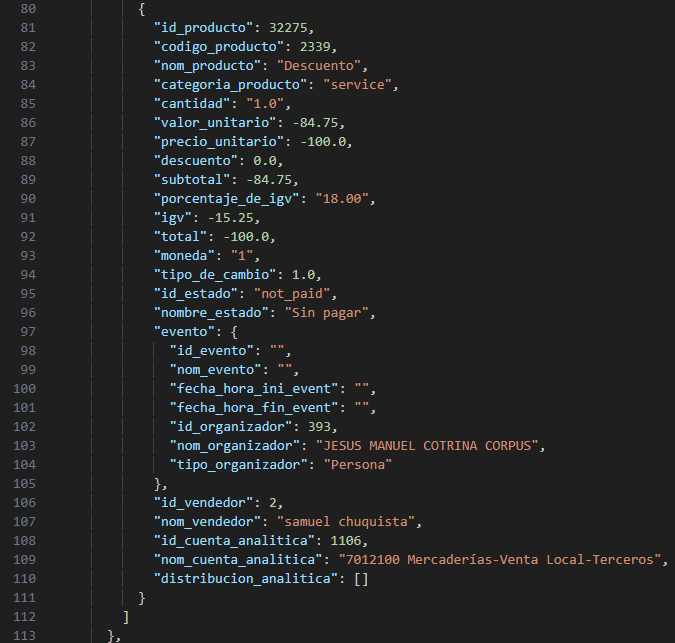 80 {
81 "id_producto": 32275,
82 "codigo_producto": 2339,
83 "nom_producto": "Descuento",
84 "categoria_producto": "service",
85 "cantidad": "1.0",
86 "valor_unitario": -84.75,
87 "precio_unitario": -100.0,
88 "descuento": 0.0,
89 "subtotal": -84.75,
90 "porcentaje_de_igv": "18.00",
91 "igv": -15.25,
92 "total": -100.0,
93 "moneda": "1",
94 "tipo_de_cambio": 1.0,
95 "id_estado": "not_paid",
96 "nombre_estado": "Sin pagar",
97 "evento": {
98 "id_evento": "",
99 "nom_evento": "",
100 "fecha_hora_ini_event": "",
101 "fecha_hora_fin_event": "",
102 "id_organizador": 393,
103 "nom_organizador": "JESUS MANUEL COTRINA CORPUS",
104 "tipo_organizador": "Persona"
105 },
106 "id_vendedor": 2,
107 "nom_vendedor": "samuel chuquista",
108 "id_cuenta_analitica": 1106,
109 "nom_cuenta_analitica": "7012100 Mercaderías-Venta Local-Terceros",
110 "distribucion_analitica": []
111 }
112 ]
113 },